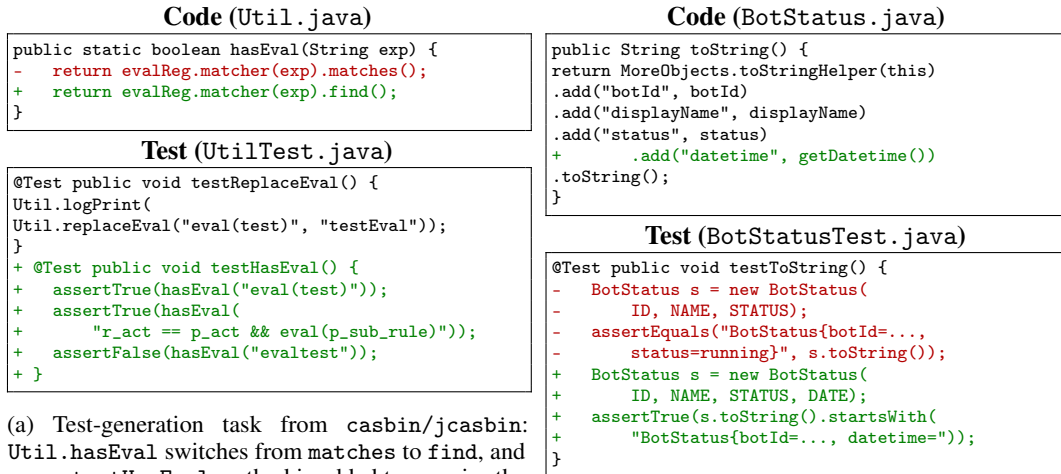 Code (Util.java)
public static boolean hasEval(String exp) {
-   return evalReg.matcher(exp).matches();
+   return evalReg.matcher(exp).find();
}
Test (UtilTest.java)
@Test public void testReplaceEval() {
Util.logPrint(
Util.replaceEval("eval(test)", "testEval"));
}
+ @Test public void testHasEval() {
+   assertTrue(hasEval("eval(test)"));
+   assertTrue(hasEval(
+       "r_act == p_act && eval(p_sub_rule)"));
+   assertFalse(hasEval("evaltest"));
+ }
(a) Test-generation task from casbin/jcasbin:
Util.hasEval switches from matches to find, and
Code (BotStatus.java)
public String toString() {
return MoreObjects.toStringHelper(this)
.add("botId", botId)
.add("displayName", displayName)
.add("status", status)
+       .add("datetime", getDatetime())
.toString();
}
Test (BotStatusTest.java)
@Test public void testToString() {
-   BotStatus s = new BotStatus(
-       ID, NAME, STATUS);
-   assertEquals("BotStatus{botId=...,
-       status=running}", s.toString());
+   BotStatus s = new BotStatus(
+       ID, NAME, STATUS, DATE);
+   assertTrue(s.toString().startsWith(
+       "BotStatus{botId=..., datetime="));
}